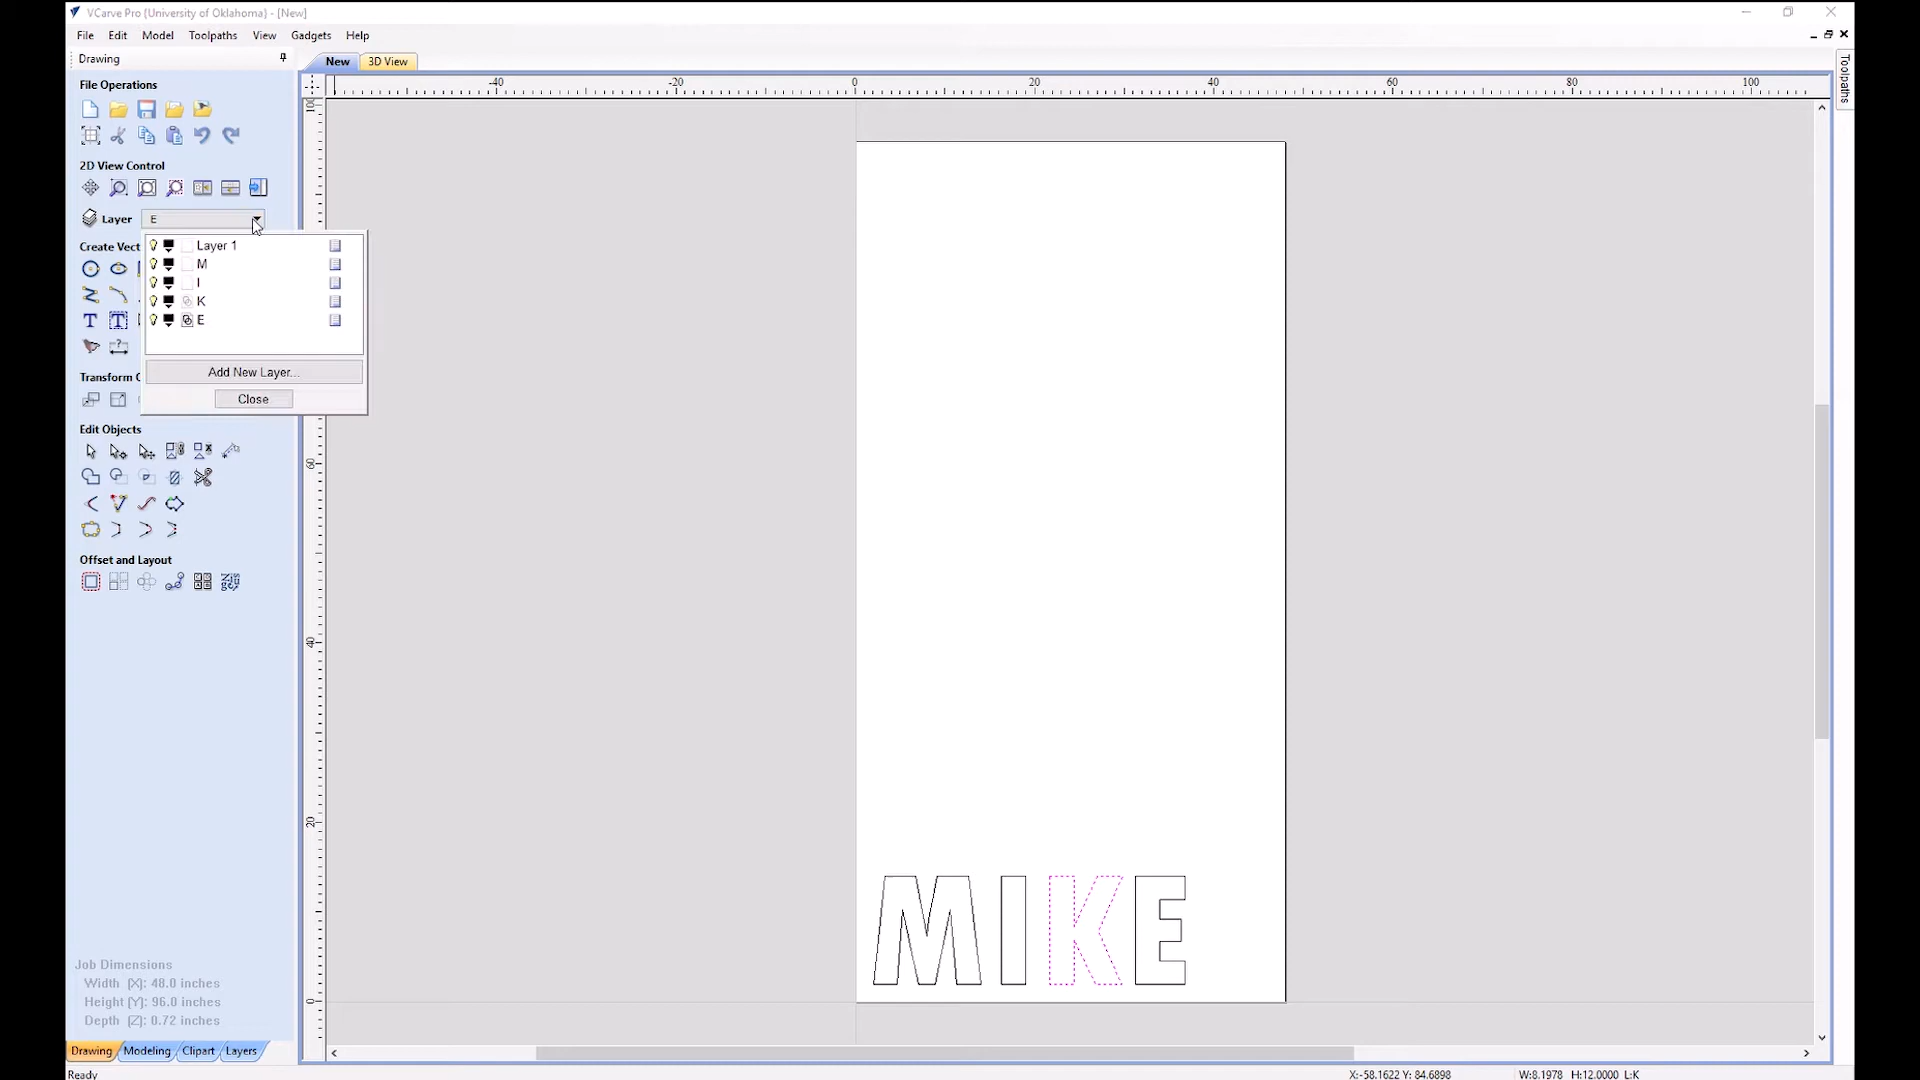 VCarve Pro (University of Oklahoma) - [New]
File Edit Model Toolpaths View Gadgets Help
Drawing
New 3D View
File Operations
-40 -20 0 20 40 60 80 100
100
60
40
20
0
2D View Control
Layer E
Create Vect
Layer 1
M
I
K
E
Add New Layer...
Close
Transform O
Edit Objects
Offset and Layout
MIKE
Toolpaths
Job Dimensions
Width (X): 48.0 inches
Height (Y): 96.0 inches
Depth (Z): 0.72 inches
Drawing Modeling Clipart Layers
Ready
X:-58.1622 Y: 84.6898
W:8.1978 H:12.0000 L:K